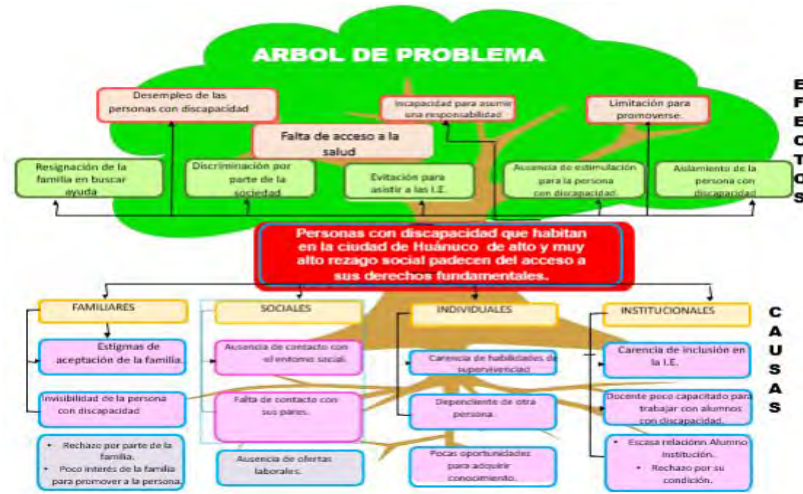 ARBOL DE PROBLEMA
EFECTOS
Desempleo de las
personas con discapacidad
Incapacidad para asumir
una responsabilidad
Limitación para
promoverse.
Falta de acceso a la
salud
Resignación de la
familia en buscar
ayuda
Discriminación por
parte de la
sociedad
Evitación para
asistir a las I.E.
Ausencia de estimulación
para la persona
con discapacidad.
Aislamiento de la
persona con
discapacidad
Personas con discapacidad que habitan
en la ciudad de Huánuco de alto y muy
alto rezago social padecen del acceso a
sus derechos fundamentales.
CAUSAS
FAMILIARES
Estigmas de
aceptación de la familia.
Invisibilidad de la persona
con discapacidad
• Rechazo por parte de la
familia.
• Poco interés de la familia
para promover a la persona.
SOCIALES
Ausencia de contacto con
el entorno social.
Falta de contacto con
sus pares.
Ausencia de ofertas
laborales.
INDIVIDUALES
Carencia de habilidades de
supervivencia
Dependiente de otra
persona.
Pocas oportunidades
para adquirir
conocimiento.
INSTITUCIONALES
Carencia de inclusión en
la I.E.
Docente poco capacitado para
trabajar con alumnos
con discapacidad.
• Escasa relaciónn Alumno
Institución.
• Rechazo por su
condición.